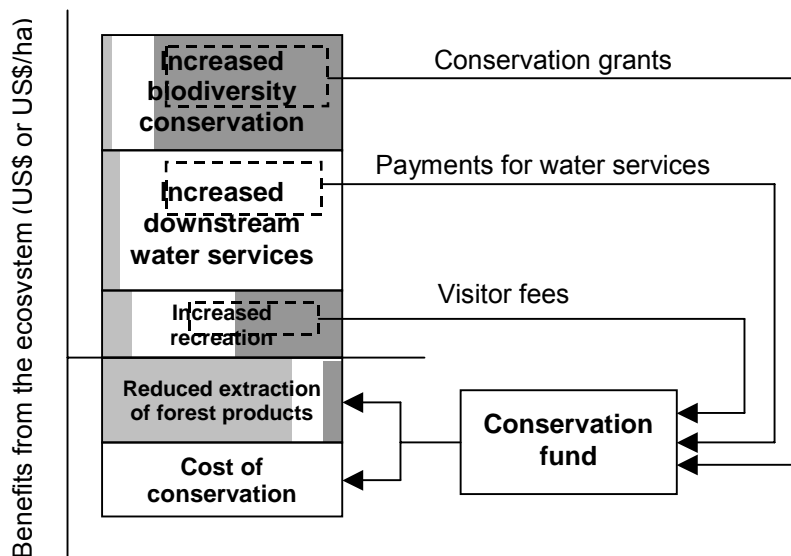 Benefits from the ecosystem (US$ or US$/ha)
Increased
biodiversity
conservation
Conservation grants
Increased
downstream
water services
Payments for water services
Increased
recreation
Visitor fees
Reduced extraction
of forest products
Cost of
conservation
Conservation
fund